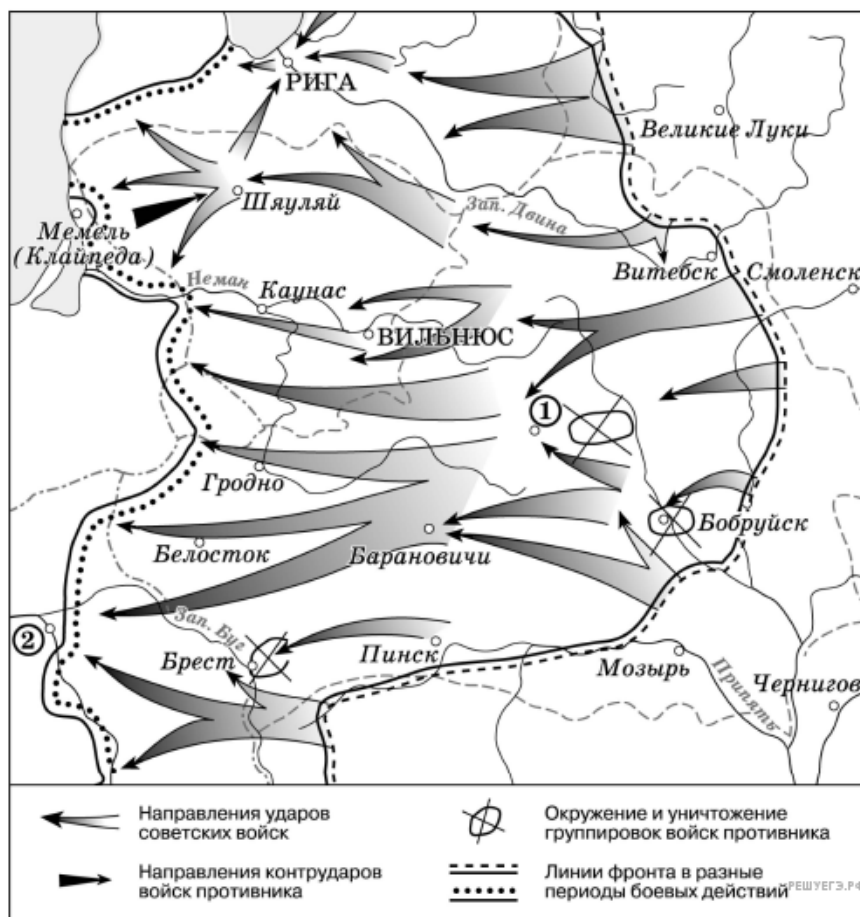 РИГА
Великие Луки
Шяуляй
Зап. Двина
Мемель
(Клайпеда)
Витебск
Смоленск
Неман
Каунас
ВИЛЬНЮС
1
Гродно
Бобруйск
Белосток
Барановичи
Зап. Буг
2
Брест
Пинск
Мозырь
Припять
Чернигов
Направления ударов
советских войск
Окружение и уничтожение
группировок войск противника
Направления контрударов
войск противника
Линии фронта в разные
периоды боевых действий
РЕШУЕГЭ.РФ